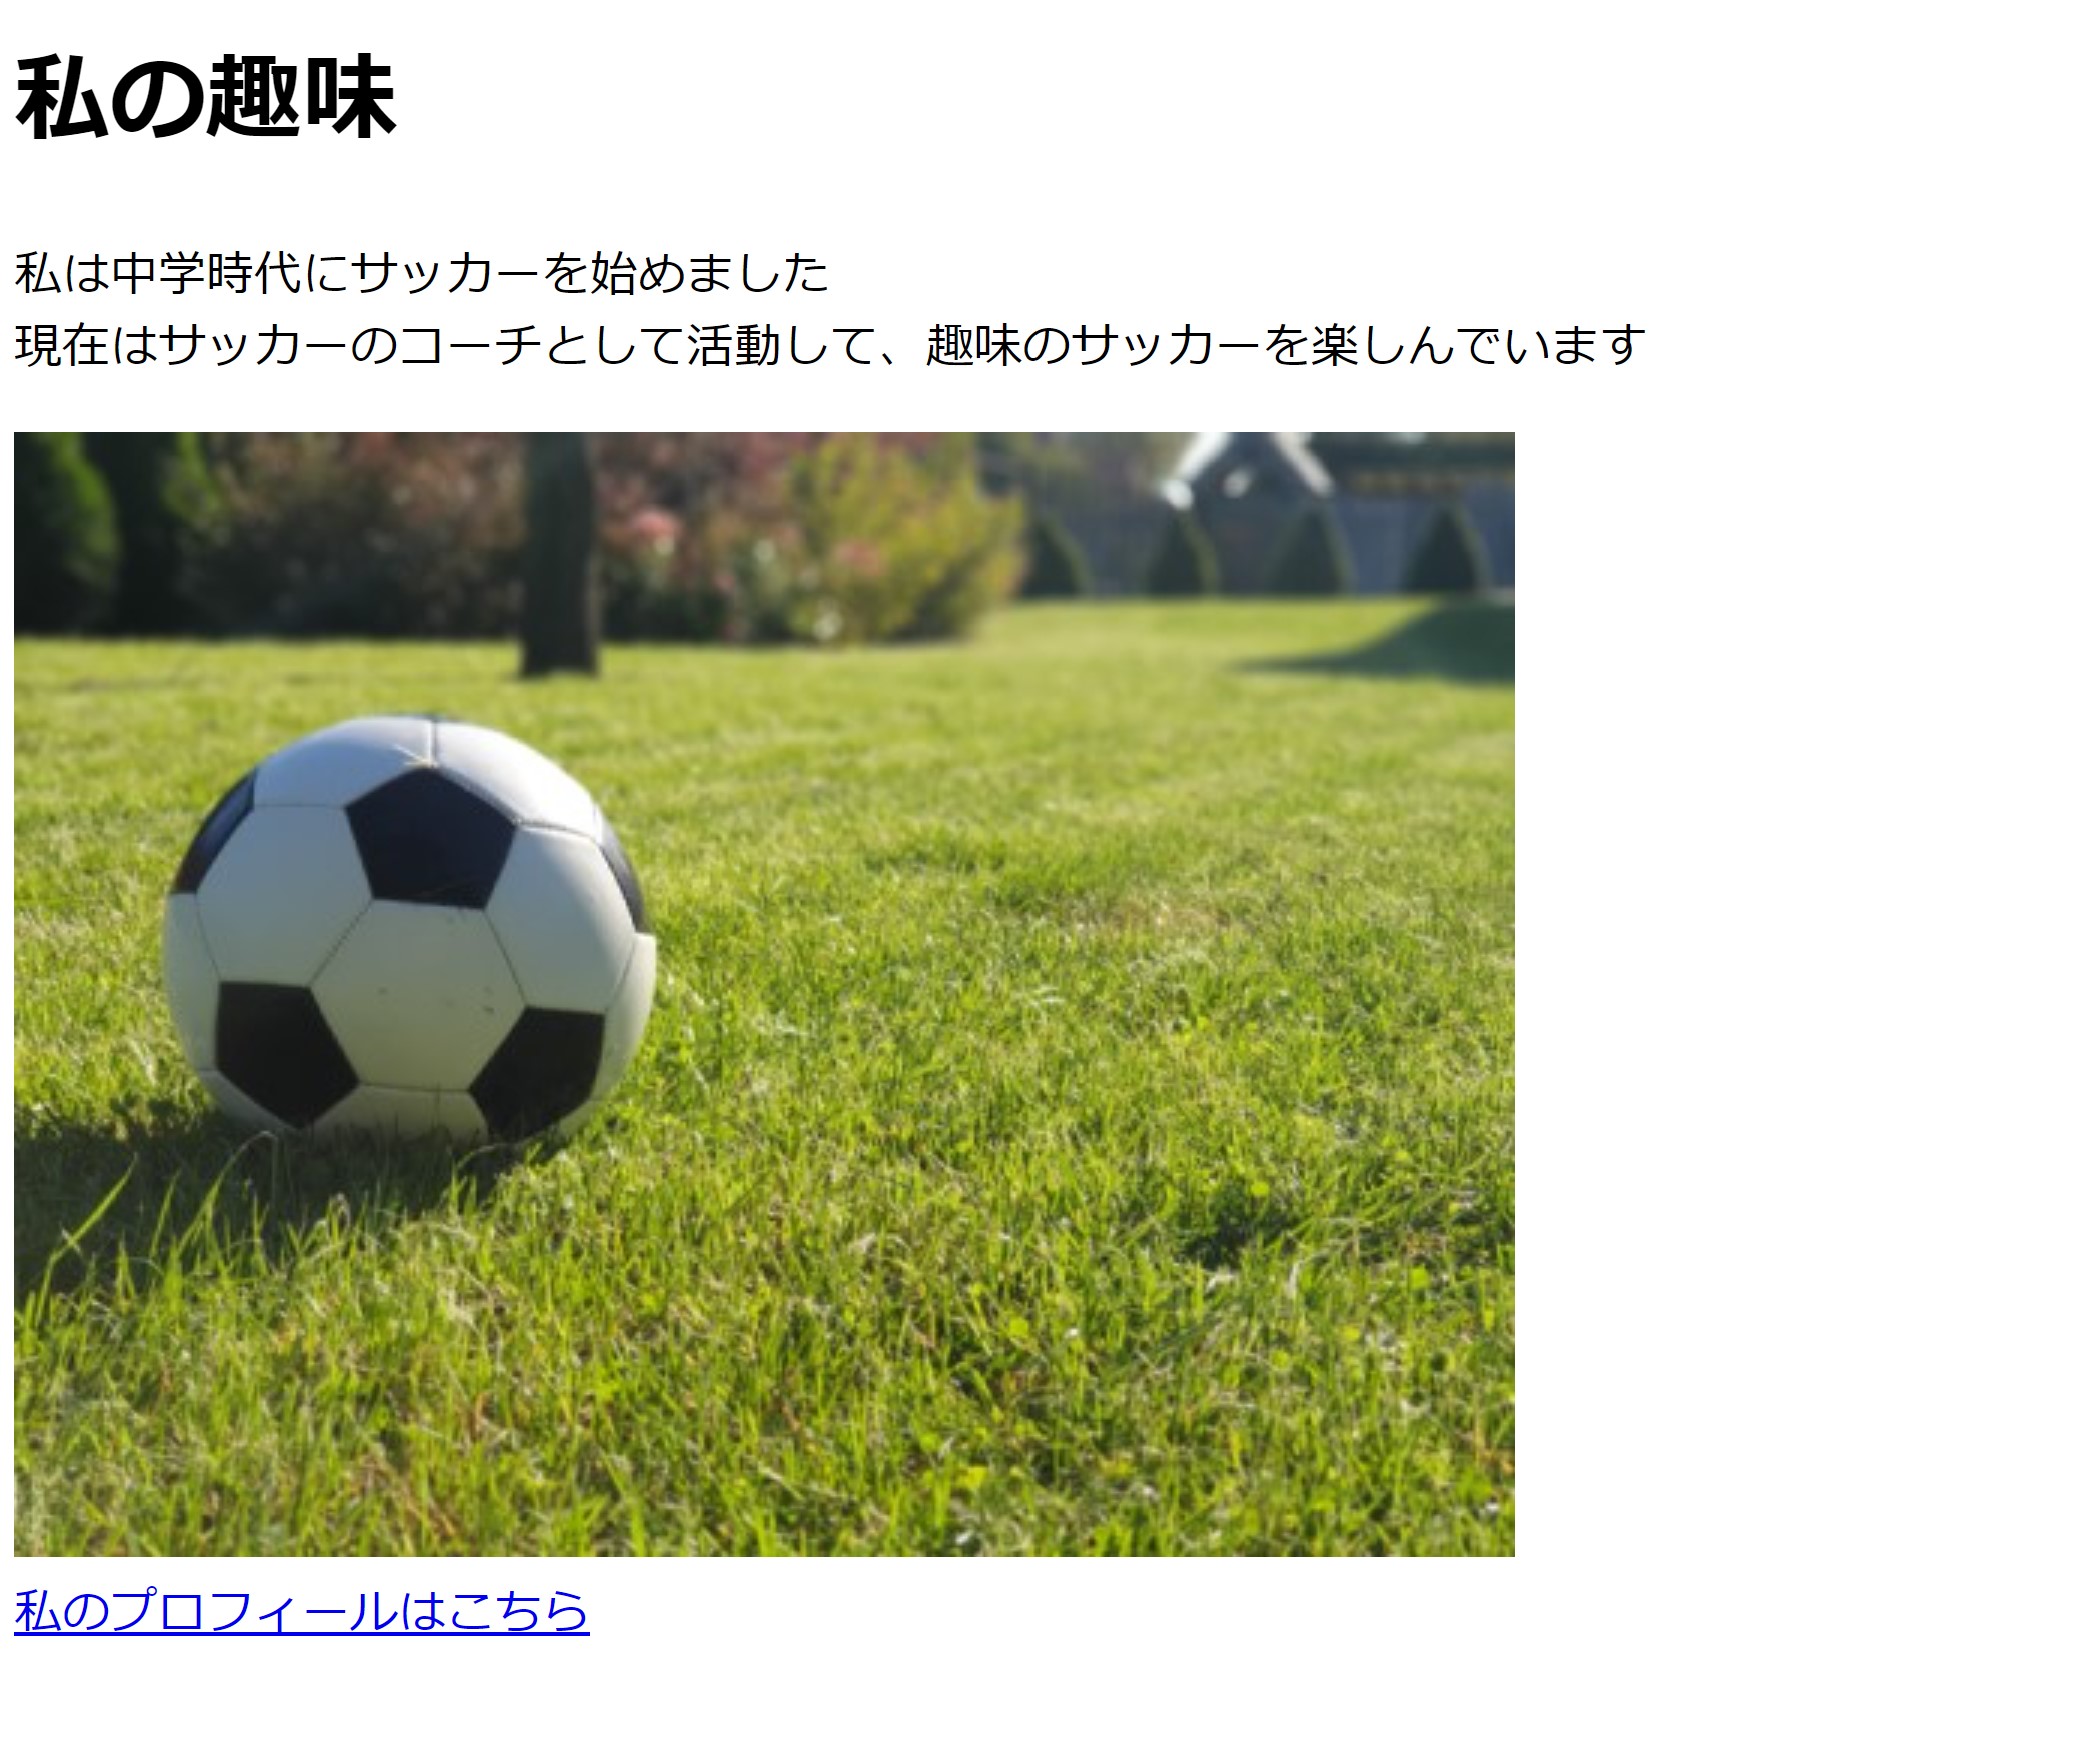 私の趣味
私は中学時代にサッカーを始めました
現在はサッカーのコーチとして活動して、趣味のサッカーを楽しんでいます
私のプロフィールはこちら